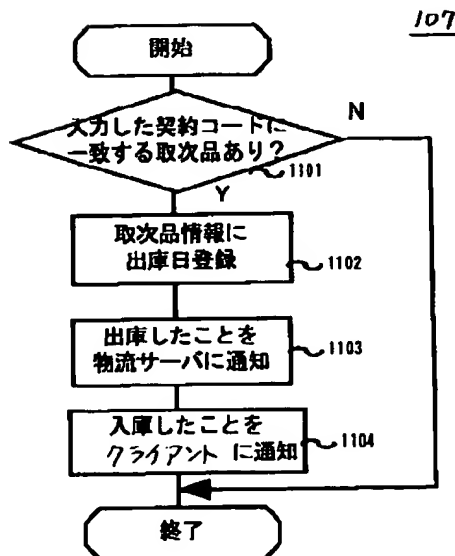 107
開始
入力した契約コードに
一致する取次品あり?
N
1101
Y
取次品情報に
出庫日登録
1102
出庫したことを
物流サーバに通知
1103
入庫したことを
クライアントに通知
1104
終了